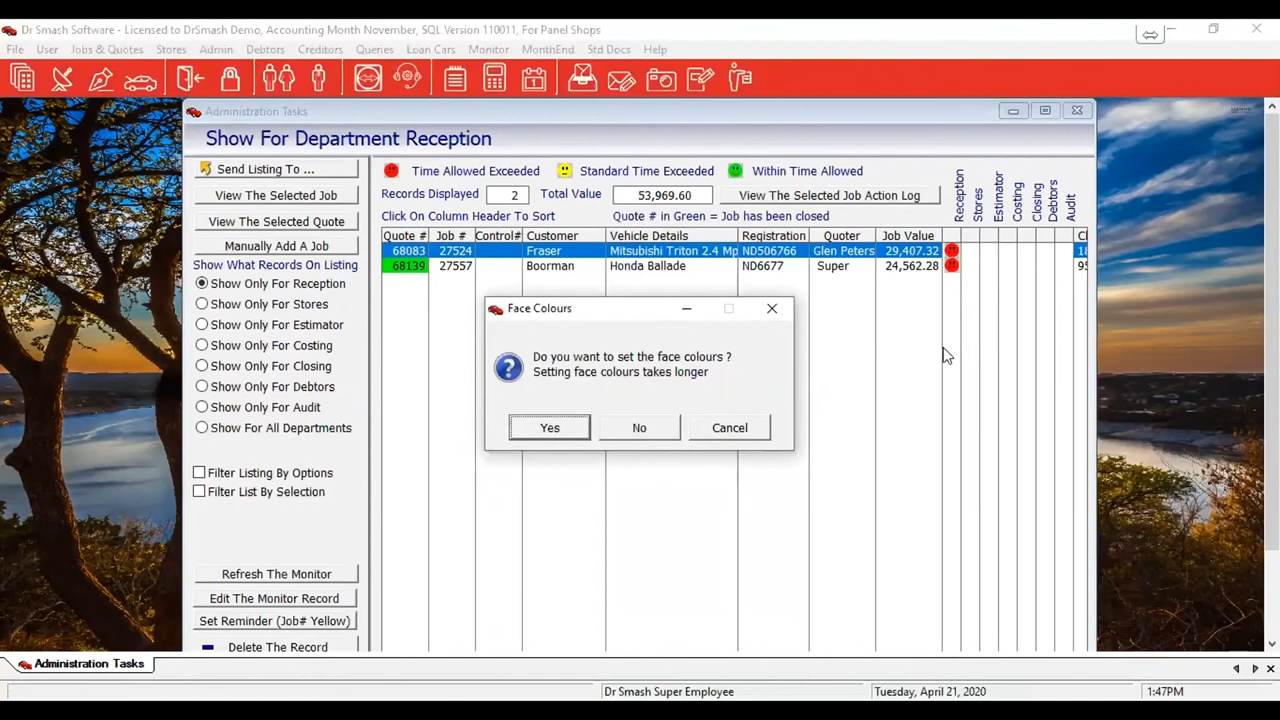 Dr Smash Software - Licensed to DrSmash Demo, Accounting Month November, SQL Version 110011, For Panel Shops
File User Jobs & Quotes Stores Admin Debtors Creditors Queries Loan Cars Monitor MonthEnd Std Docs Help
Administration Tasks
Show For Department Reception
Send Listing To ...
View The Selected Job
View The Selected Quote
Manually Add A Job
Show What Records On Listing
Show Only For Reception
Show Only For Stores
Show Only For Estimator
Show Only For Costing
Show Only For Closing
Show Only For Debtors
Show Only For Audit
Show For All Departments
Filter Listing By Options
Filter List By Selection
Refresh The Monitor
Edit The Monitor Record
Set Reminder (Job# Yellow)
Delete The Record
Time Allowed Exceeded Standard Time Exceeded Within Time Allowed
Records Displayed 2 Total Value 53,969.60 View The Selected Job Action Log
Click On Column Header To Sort Quote # in Green = Job has been closed
Reception Stores Estimator Costing Closing Debtors Audit
Quote # Job # Control# Customer Vehicle Details Registration Quoter Job Value Cl
68083 27524 Fraser Mitsubishi Triton 2.4 Mp ND506766 Glen Peters 29,407.32 18
68139 27557 Boorman Honda Ballade ND6677 Super 24,562.28 95
Face Colours
Do you want to set the face colours ?
Setting face colours takes longer
Yes No Cancel
Administration Tasks
Dr Smash Super Employee Tuesday, April 21, 2020 1:47PM